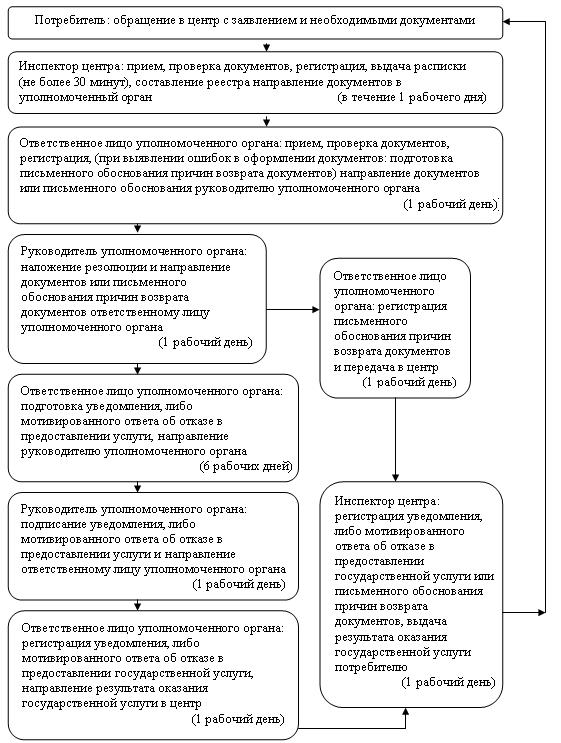 Потребитель: обращение в центр с заявлением и необходимыми документами
Инспектор центра: прием, проверка документов, регистрация, выдача расписки
(не более 30 минут), составление реестра направление документов в
уполномоченный орган (в течение 1 рабочего дня)
Ответственное лицо уполномоченного органа: прием, проверка документов,
регистрация, (при выявлении ошибок в оформлении документов: подготовка
письменного обоснования причин возврата документов) направление документов
или письменного обоснования руководителю уполномоченного органа
(1 рабочий день)
Руководитель уполномоченного органа:
наложение резолюции и направление
документов или письменного
обоснования причин возврата
документов ответственному лицу
уполномоченного органа
(1 рабочий день)
Ответственное лицо
уполномоченного
органа: регистрация
письменного
обоснования причин
возврата документов
и передача в центр
(1 рабочий день)
Ответственное лицо уполномоченного органа:
подготовка уведомления, либо
мотивированного ответа об отказе в
предоставлении услуги, направление
руководителю уполномоченного органа
(6 рабочих дней)
Руководитель уполномоченного органа:
подписание уведомления, либо
мотивированного ответа об отказе в
предоставлении услуги и направление
ответственному лицу уполномоченного органа
(1 рабочий день)
Ответственное лицо уполномоченного органа:
регистрация уведомления, либо
мотивированного ответа об отказе в
предоставлении государственной услуги,
направление результата оказания
государственной услуги в центр
(1 рабочий день)
Инспектор центра:
регистрация уведомления,
либо мотивированного
ответа об отказе в
предоставлении
государственной услуги или
письменного обоснования
причин возврата
документов, выдача
результата оказания
государственной услуги
потребителю
(1 рабочий день)